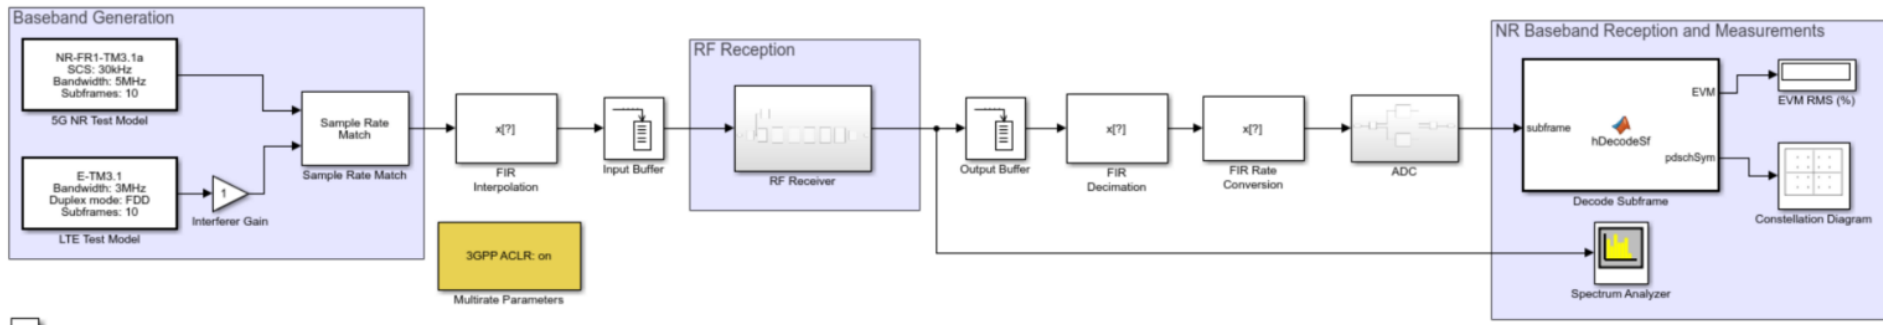 Baseband Generation
NR-FR1-TM3.1a
SCS: 30kHz
Bandwidth: 5MHz
Subframes: 10
5G NR Test Model
E-TM3.1
Bandwidth: 3MHz
Duplex mode: FDD
Subframes: 10
LTE Test Model
1
Interferer Gain
Sample Rate
Match
Sample Rate Match
x[?]
FIR
Interpolation
3GPP ACLR: on
Multirate Parameters
Input Buffer
RF Reception
RF Receiver
Output Buffer
x[?]
FIR
Decimation
x[?]
FIR Rate
Conversion
ADC
NR Baseband Reception and Measurements
subframe
hDecodeSf
EVM
pdschSym
Decode Subframe
EVM RMS (%)
Constellation Diagram
Spectrum Analyzer